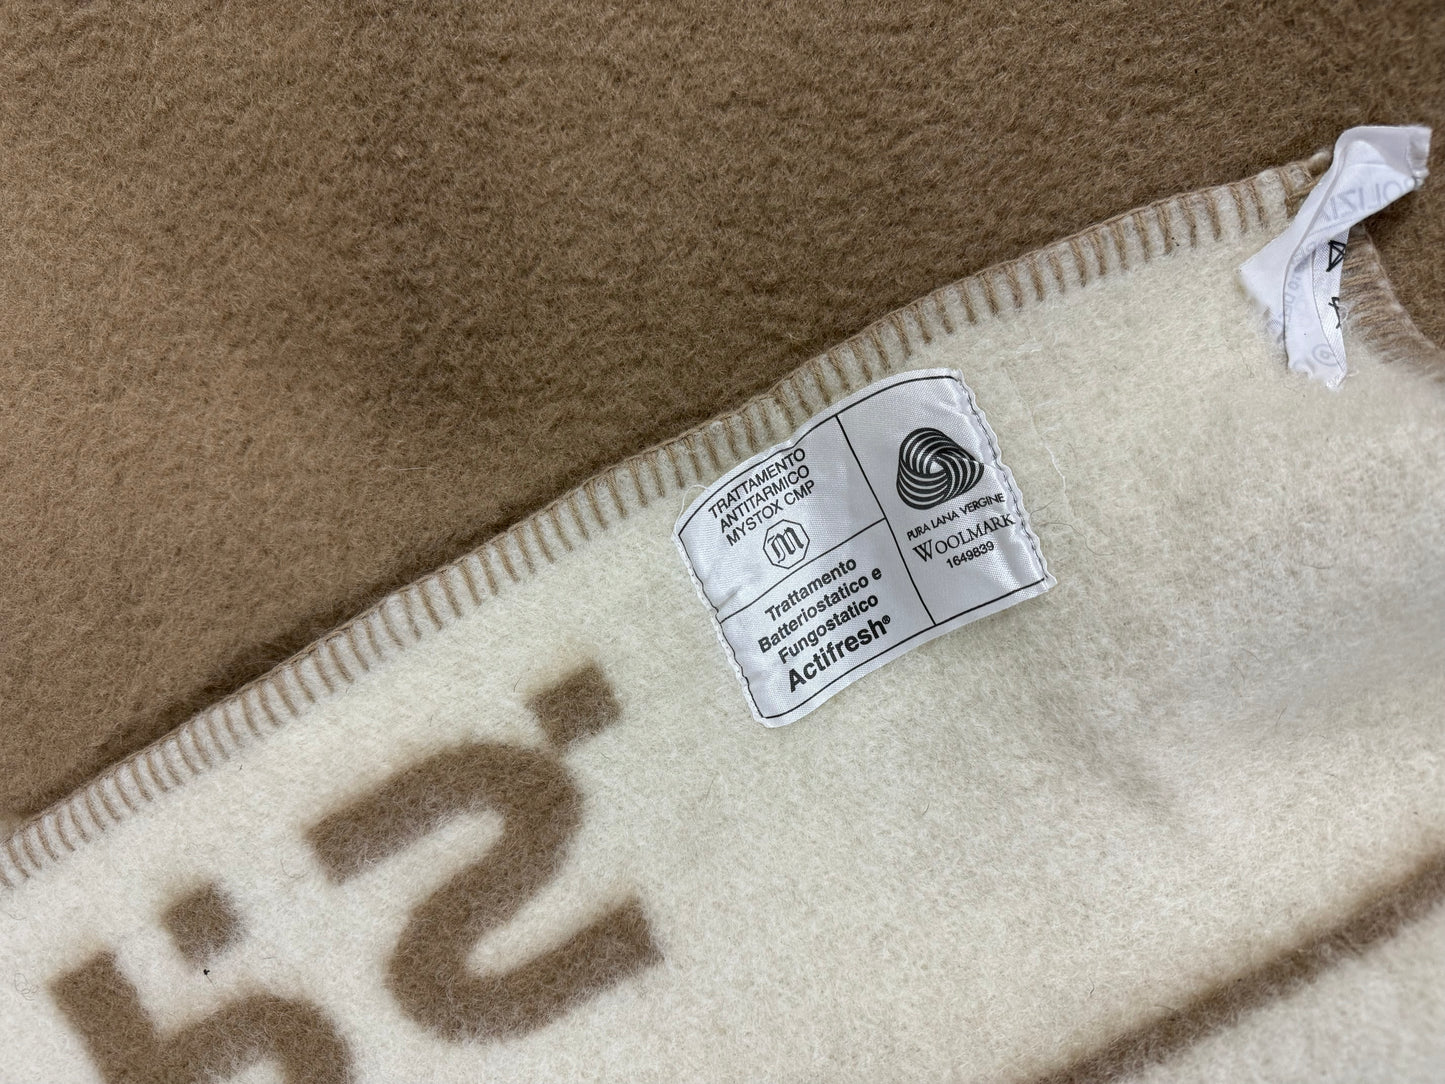 TRATTAMENTO
ANTITARMICO
MYSTOX CMP
M
Trattamento
Batteriostatico e
Fungostatico
Actifresh®
PURA LANA VERGINE
WOOLMARK
1649839